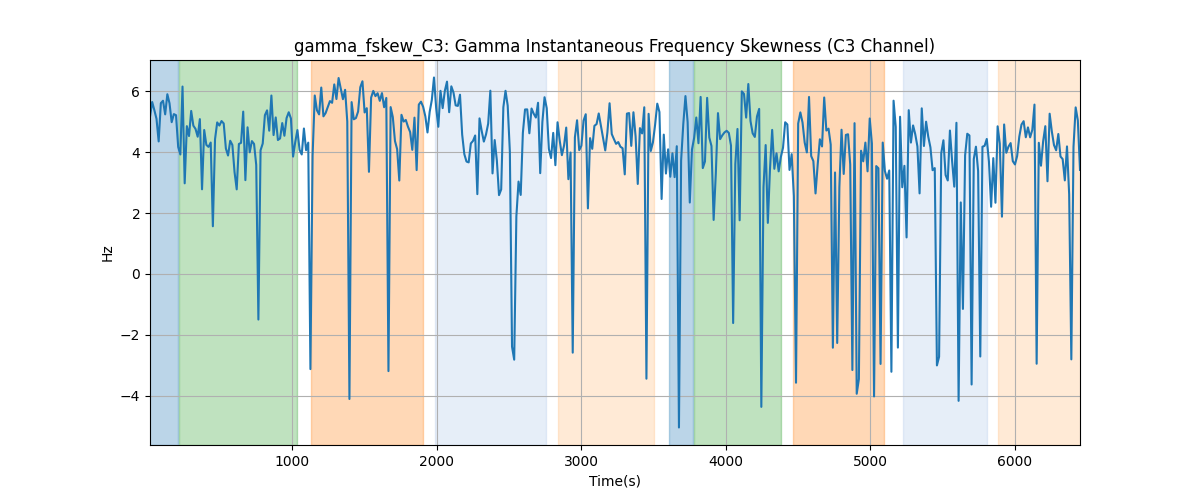 gamma_fskew_C3: Gamma Instantaneous Frequency Skewness (C3 Channel)
Hz
6
4
2
0
−2
−4
1000 2000 3000 4000 5000 6000
Time(s)